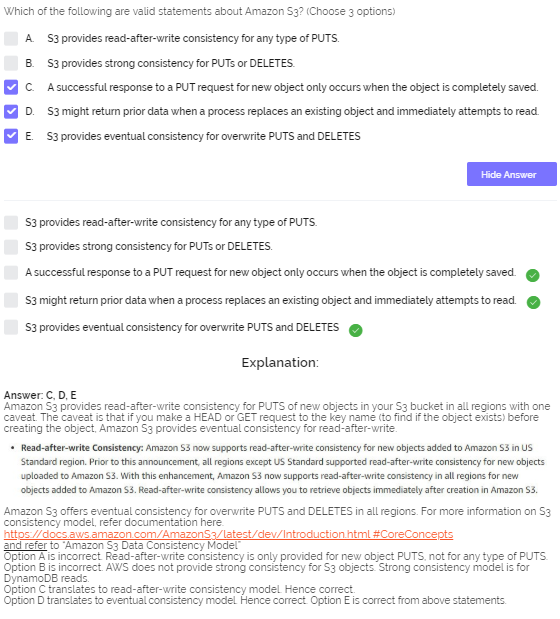 Which of the following are valid statements about Amazon S3? (Choose 3 options)
A. S3 provides read-after-write consistency for any type of PUTS.
B. S3 provides strong consistency for PUTs or DELETES.
C. A successful response to a PUT request for new object only occurs when the object is completely saved.
D. S3 might return prior data when a process replaces an existing object and immediately attempts to read.
E. S3 provides eventual consistency for overwrite PUTS and DELETES
Hide Answer
S3 provides read-after-write consistency for any type of PUTS.
S3 provides strong consistency for PUTs or DELETES.
A successful response to a PUT request for new object only occurs when the object is completely saved.
S3 might return prior data when a process replaces an existing object and immediately attempts to read.
S3 provides eventual consistency for overwrite PUTS and DELETES
Explanation:
Answer: C, D, E
Amazon S3 provides read-after-write consistency for PUTS of new objects in your S3 bucket in all regions with one
caveat. The caveat is that if you make a HEAD or GET request to the key name (to find if the object exists) before
creating the object, Amazon S3 provides eventual consistency for read-after-write.
• Read-after-write Consistency: Amazon S3 now supports read-after-write consistency for new objects added to Amazon S3 in US
Standard region. Prior to this announcement, all regions except US Standard supported read-after-write consistency for new objects
uploaded to Amazon S3. With this enhancement, Amazon S3 now supports read-after-write consistency in all regions for new
objects added to Amazon S3. Read-after-write consistency allows you to retrieve objects immediately after creation in Amazon S3.
Amazon S3 offers eventual consistency for overwrite PUTS and DELETES in all regions. For more information on S3
consistency model, refer documentation here.
https://docs.aws.amazon.com/AmazonS3/latest/dev/Introduction.html #CoreConcepts
and refer to "Amazon S3 Data Consistency Model"
Option A is incorrect. Read-after-write consistency is only provided for new object PUTS, not for any type of PUTS.
Option B is incorrect. AWS does not provide strong consistency for S3 objects. Strong consistency model is for
DynamoDB reads.
Option C translates to read-after-write consistency model. Hence correct.
Option D translates to eventual consistency model. Hence correct. Option E is correct from above statements.